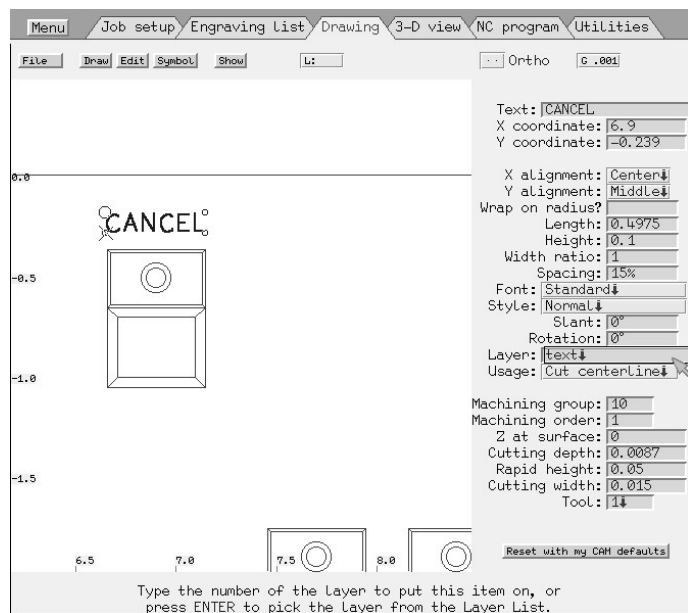 Menu Job setup Engraving list Drawing 3-D view NC program Utilities
File Draw Edit Symbol Show L: ·· Ortho G .001
Text: CANCEL
X coordinate: 6.9
Y coordinate: -0.239
X alignment: Center↓
Y alignment: Middle↓
Wrap on radius?
Length: 0.4975
Height: 0.1
Width ratio: 1
Spacing: 15%
Font: Standard↓
Style: Normal↓
Slant: 0°
Rotation: 0°
Layer: text↓
Usage: Cut centerline↓
Machining group: 10
Machining order: 1
Z at surface: 0
Cutting depth: 0.0087
Rapid height: 0.05
Cutting width: 0.015
Tool: 1↓
Reset with my CAM defaults
0.0
CANCEL
-0.5
-1.0
-1.5
6.5 7.0 7.5 8.0
Type the number of the layer to put this item on, or
press ENTER to pick the layer from the Layer List.